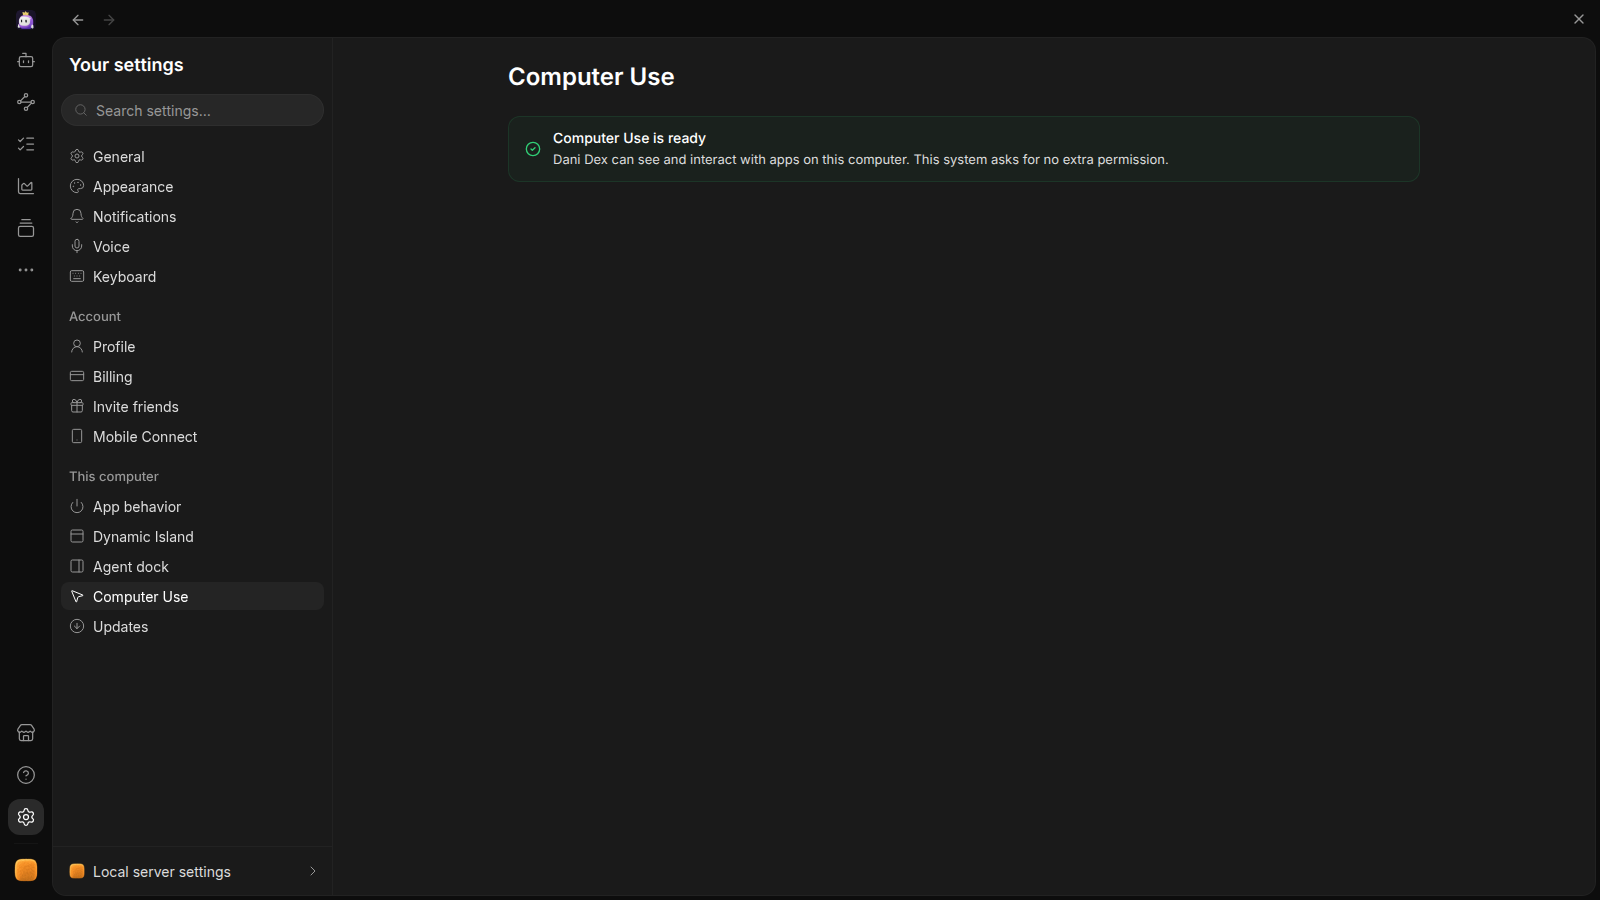 Your settings
Search settings...
General
Appearance
Notifications
Voice
Keyboard
Account
Profile
Billing
Invite friends
Mobile Connect
This computer
App behavior
Dynamic Island
Agent dock
Computer Use
Updates
Local server settings
Computer Use
Computer Use is ready
Dani Dex can see and interact with apps on this computer. This system asks for no extra permission.